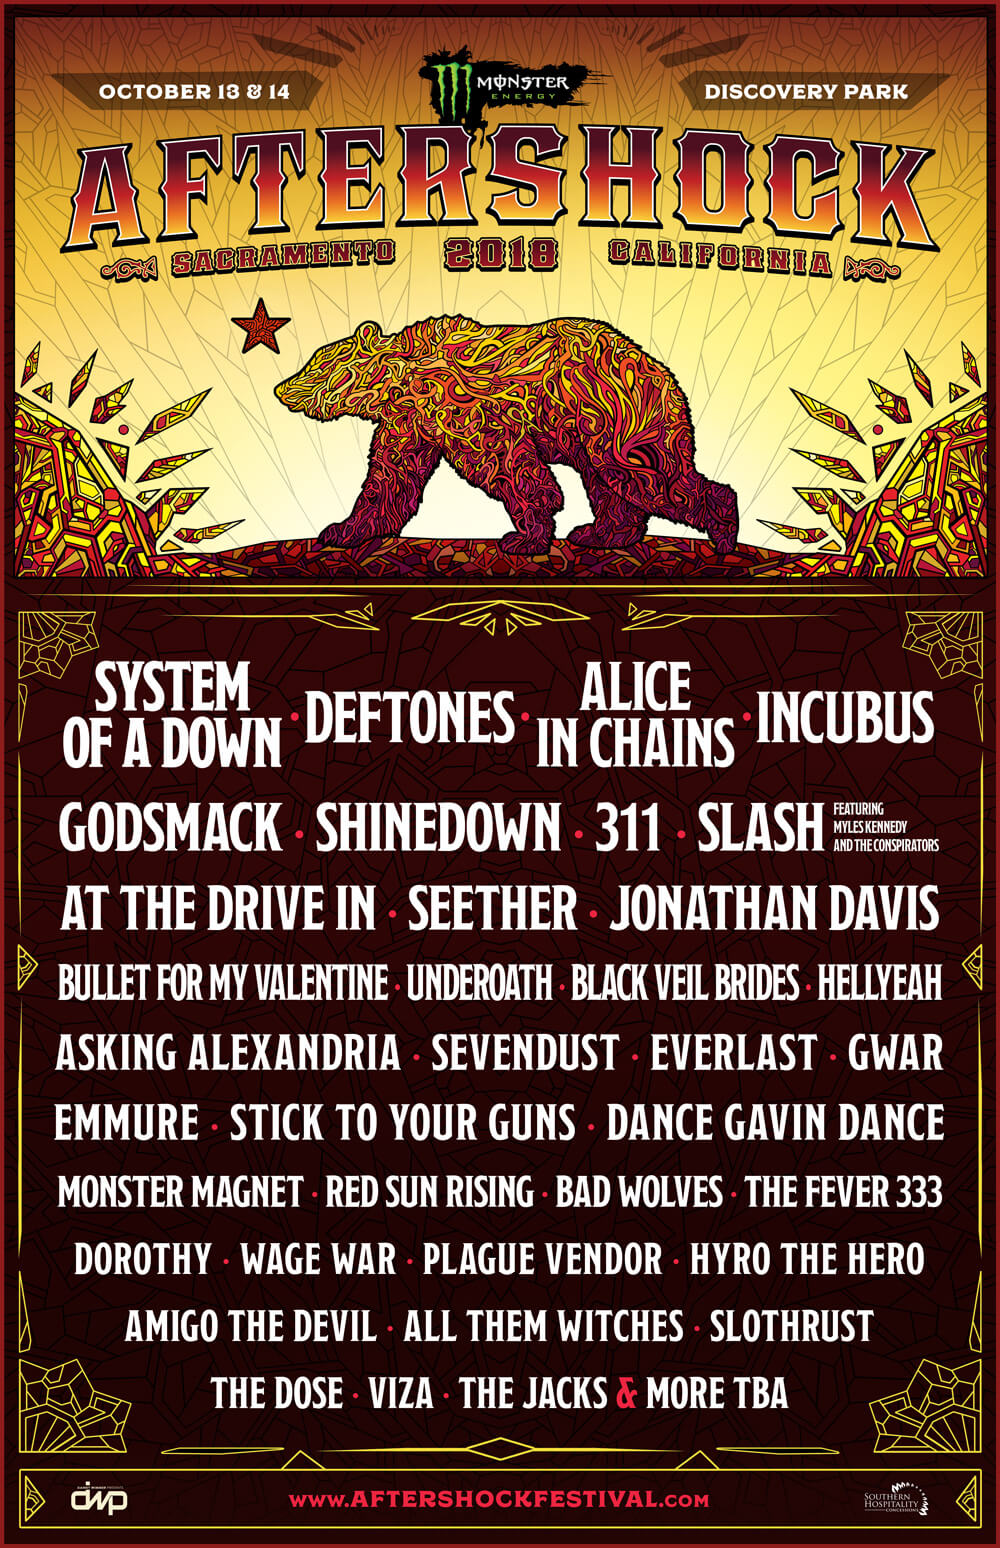 OCTOBER 13 & 14
MONSTER
ENERGY
DISCOVERY PARK
AFTERSHOCK
SACRAMENTO 2018 CALIFORNIA
SYSTEM OF A DOWN · DEFTONES · ALICE IN CHAINS · INCUBUS
GODSMACK · SHINEDOWN · 311 · SLASH FEATURING MYLES KENNEDY AND THE CONSPIRATORS
AT THE DRIVE IN · SEETHER · JONATHAN DAVIS
BULLET FOR MY VALENTINE · UNDEROATH · BLACK VEIL BRIDES · HELLYEAH
ASKING ALEXANDRIA · SEVENDUST · EVERLAST · GWAR
EMMURE · STICK TO YOUR GUNS · DANCE GAVIN DANCE
MONSTER MAGNET · RED SUN RISING · BAD WOLVES · THE FEVER 333
DOROTHY · WAGE WAR · PLAGUE VENDOR · HYRO THE HERO
AMIGO THE DEVIL · ALL THEM WITCHES · SLOTHRUST
THE DOSE · VIZA · THE JACKS & MORE TBA
DANNY WIMMER PRESENTS
dwp
WWW.AFTERSHOCKFESTIVAL.COM
SOUTHERN
HOSPITALITY
CONCESSIONS